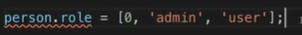 person.role = [0, 'admin', 'user'];